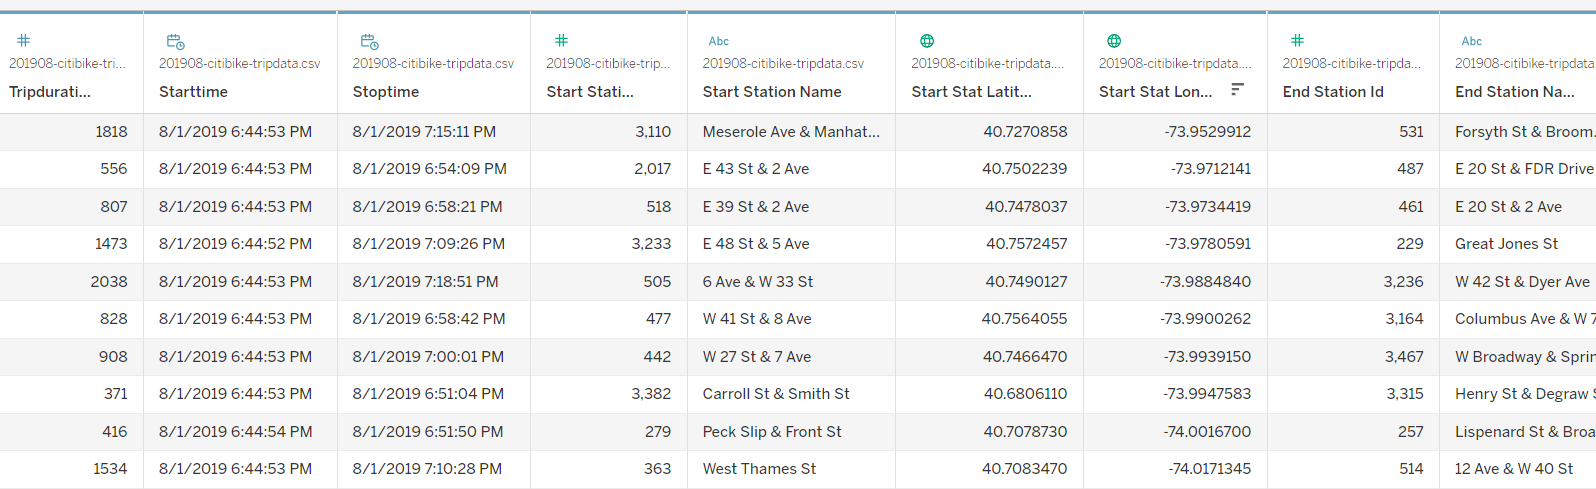 # # Abc # Abc
201908-citibike-tri... 201908-citibike-tripdata.csv 201908-citibike-tripdata.csv 201908-citibike-trip... 201908-citibike-tripdata.csv 201908-citibike-tripdata.... 201908-citibike-tripdata.... 201908-citibike-tripda... 201908-citibike-tripdata
Tripdurati... Starttime Stoptime Start Stati... Start Station Name Start Stat Latit... Start Stat Lon... End Station Id End Station Na...
1818 8/1/2019 6:44:53 PM 8/1/2019 7:15:11 PM 3,110 Meserole Ave & Manhat... 40.7270858 -73.9529912 531 Forsyth St & Broom.
556 8/1/2019 6:44:53 PM 8/1/2019 6:54:09 PM 2,017 E 43 St & 2 Ave 40.7502239 -73.9712141 487 E 20 St & FDR Drive
807 8/1/2019 6:44:53 PM 8/1/2019 6:58:21 PM 518 E 39 St & 2 Ave 40.7478037 -73.9734419 461 E 20 St & 2 Ave
1473 8/1/2019 6:44:52 PM 8/1/2019 7:09:26 PM 3,233 E 48 St & 5 Ave 40.7572457 -73.9780591 229 Great Jones St
2038 8/1/2019 6:44:53 PM 8/1/2019 7:18:51 PM 505 6 Ave & W 33 St 40.7490127 -73.9884840 3,236 W 42 St & Dyer Ave
828 8/1/2019 6:44:53 PM 8/1/2019 6:58:42 PM 477 W 41 St & 8 Ave 40.7564055 -73.9900262 3,164 Columbus Ave & W 7
908 8/1/2019 6:44:53 PM 8/1/2019 7:00:01 PM 442 W 27 St & 7 Ave 40.7466470 -73.9939150 3,467 W Broadway & Sprin
371 8/1/2019 6:44:53 PM 8/1/2019 6:51:04 PM 3,382 Carroll St & Smith St 40.6806110 -73.9947583 3,315 Henry St & Degraw S
416 8/1/2019 6:44:54 PM 8/1/2019 6:51:50 PM 279 Peck Slip & Front St 40.7078730 -74.0016700 257 Lispenard St & Broa
1534 8/1/2019 6:44:53 PM 8/1/2019 7:10:28 PM 363 West Thames St 40.7083470 -74.0171345 514 12 Ave & W 40 St